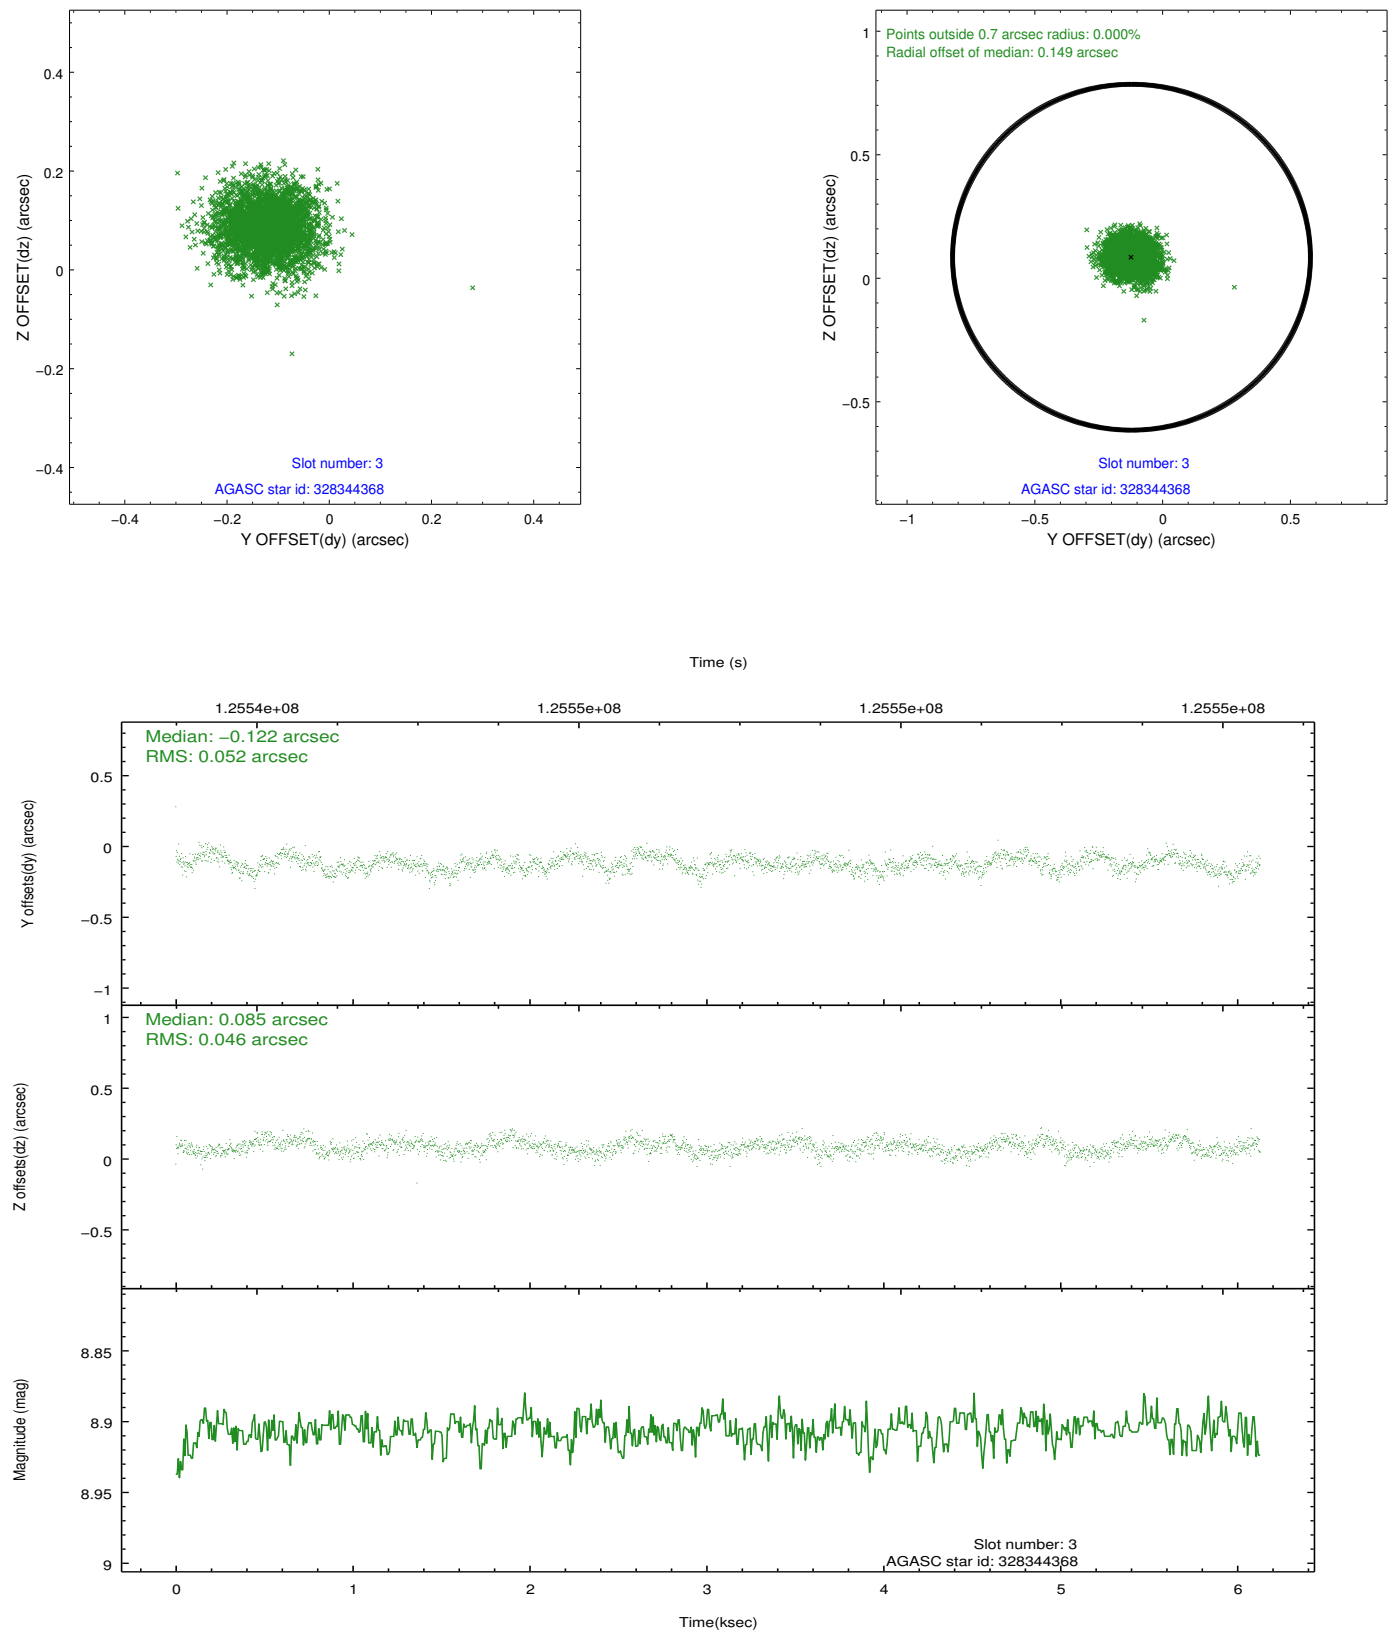 0.4
0.2
0
−0.2
−0.4
Z OFFSET(dz) (arcsec)
Slot number: 3
AGASC star id: 328344368
−0.4
−0.2
0
0.2
0.4
Y OFFSET(dy) (arcsec)
Points outside 0.7 arcsec radius: 0.000%
Radial offset of median: 0.149 arcsec
1
0.5
0
−0.5
Z OFFSET(dz) (arcsec)
Slot number: 3
AGASC star id: 328344368
−1
−0.5
0
0.5
Y OFFSET(dy) (arcsec)
Time (s)
1.2554e+08
1.2555e+08
1.2555e+08
1.2555e+08
Median: −0.122 arcsec
RMS: 0.052 arcsec
0.5
0
−0.5
−1
Y offsets(dy) (arcsec)
Median: 0.085 arcsec
RMS: 0.046 arcsec
1
0.5
0
−0.5
Z offsets(dz) (arcsec)
8.85
8.9
8.95
9
Magnitude (mag)
Slot number: 3
AGASC star id: 328344368
0
1
2
3
4
5
6
Time(ksec)